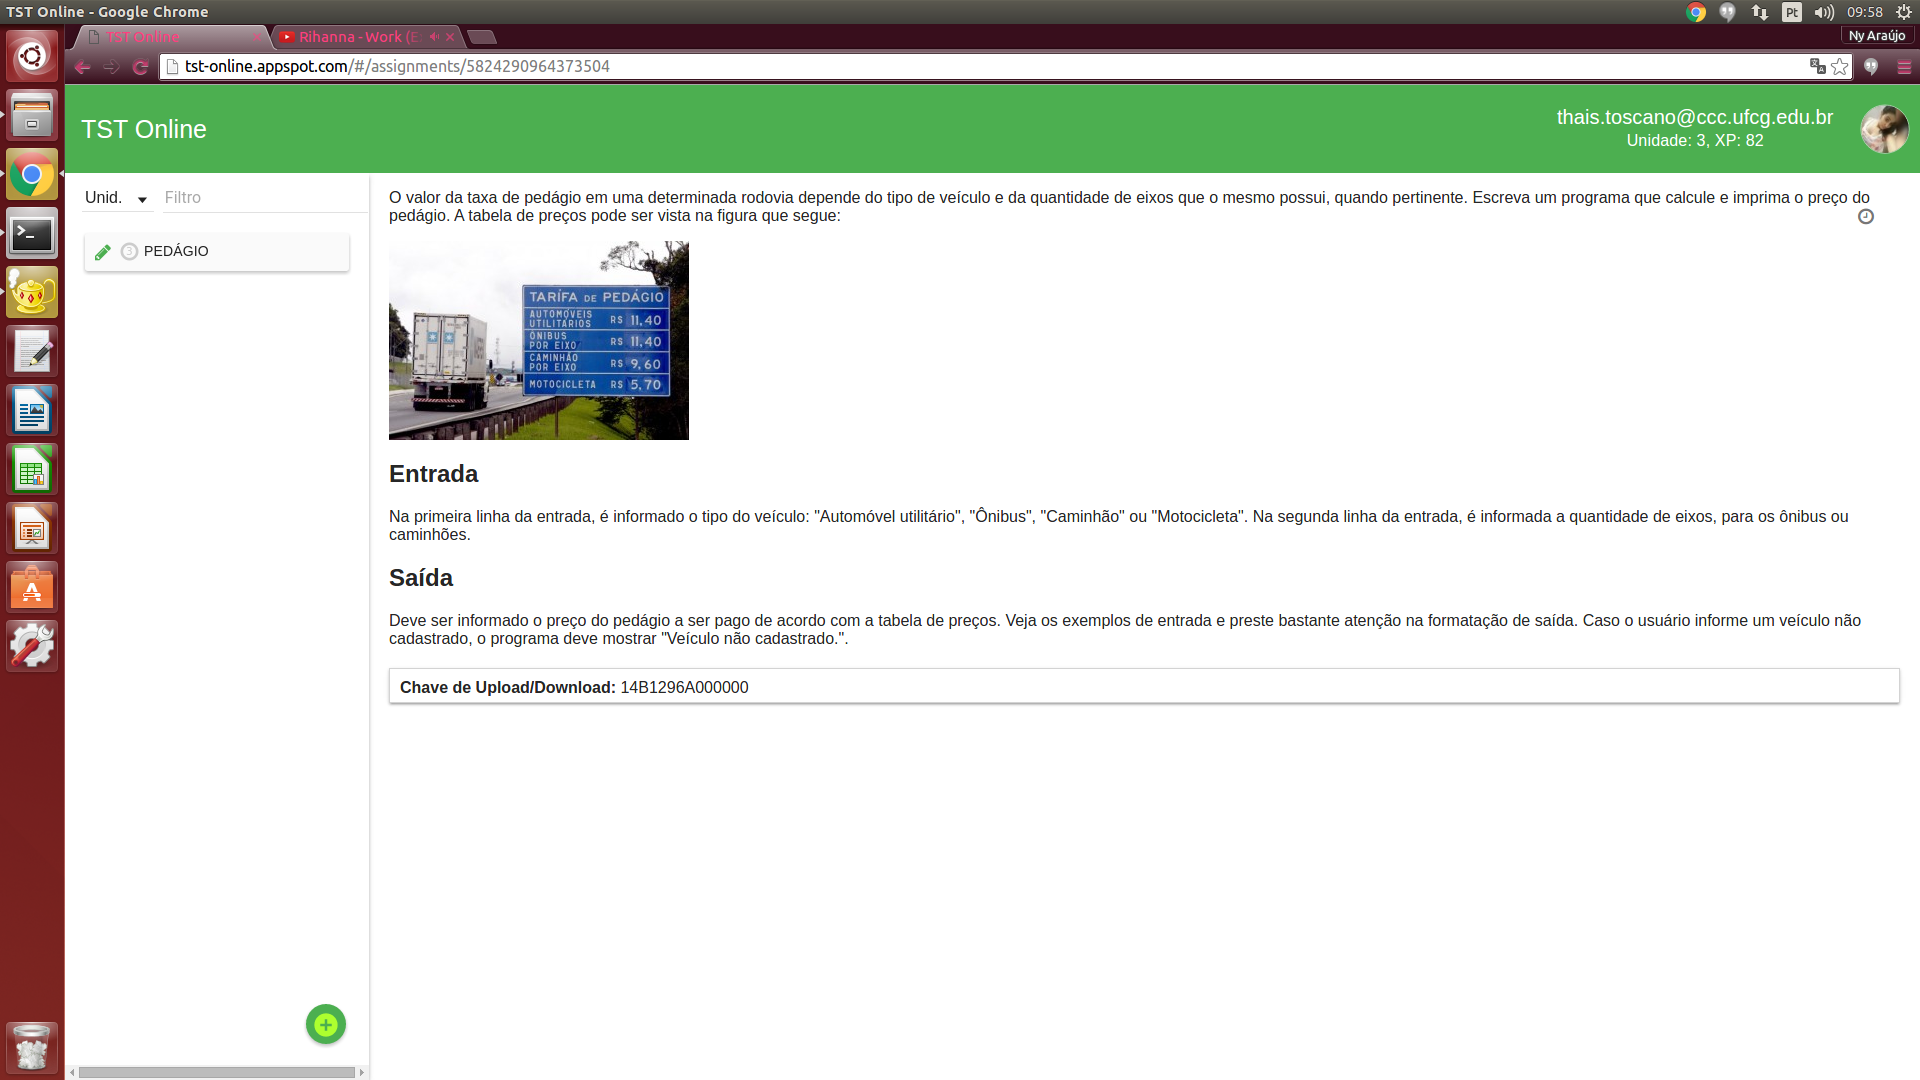 TST Online - Google Chrome
Pt
09:58
TST Online
Rihanna - Work (E
Ny Araújo
tst-online.appspot.com/#/assignments/5824290964373504
TST Online
thais.toscano@ccc.ufcg.edu.br
Unidade: 3, XP: 82
Unid.
Filtro
3 PEDÁGIO
O valor da taxa de pedágio em uma determinada rodovia depende do tipo de veículo e da quantidade de eixos que o mesmo possui, quando pertinente. Escreva um programa que calcule e imprima o preço do
pedágio. A tabela de preços pode ser vista na figura que segue:
TARÍFA DE PEDÁGIO
AUTOMÓVEIS
UTILITÁRIOS R$ 11,40
ÔNIBUS
POR EIXO R$ 11,40
CAMINHÃO
POR EIXO R$ 9,60
MOTOCICLETA R$ 5,70
Entrada
Na primeira linha da entrada, é informado o tipo do veículo: "Automóvel utilitário", "Ônibus", "Caminhão" ou "Motocicleta". Na segunda linha da entrada, é informada a quantidade de eixos, para os ônibus ou
caminhões.
Saída
Deve ser informado o preço do pedágio a ser pago de acordo com a tabela de preços. Veja os exemplos de entrada e preste bastante atenção na formatação de saída. Caso o usuário informe um veículo não
cadastrado, o programa deve mostrar "Veículo não cadastrado.".
Chave de Upload/Download: 14B1296A000000